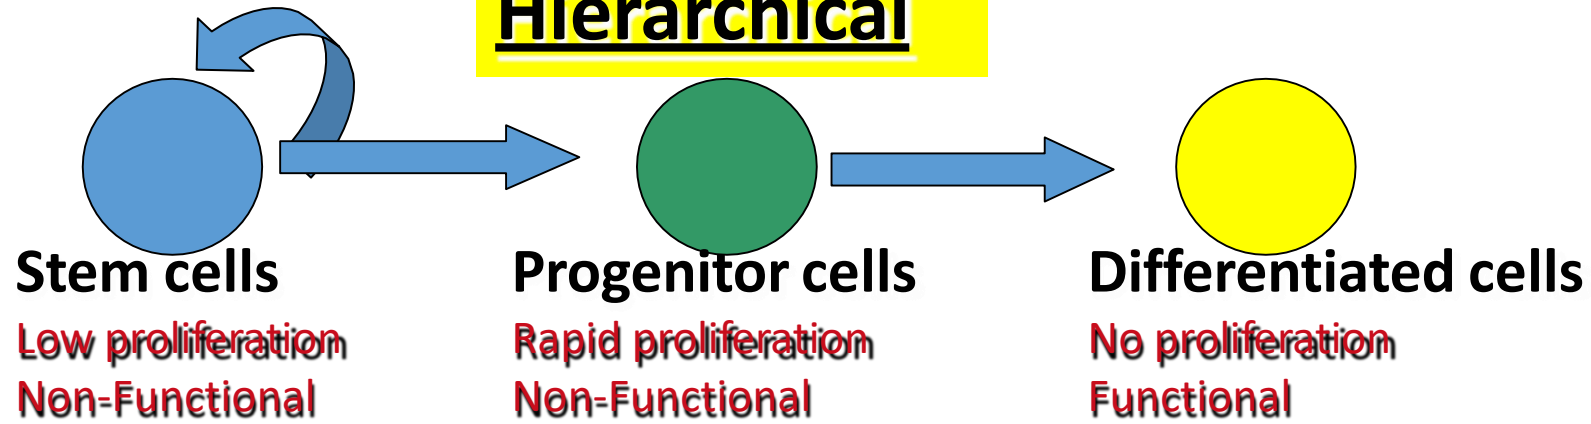 Hierarchical
Stem cells
Low proliferation
Non-Functional
Progenitor cells
Rapid proliferation
Non-Functional
Differentiated cells
No proliferation
Functional